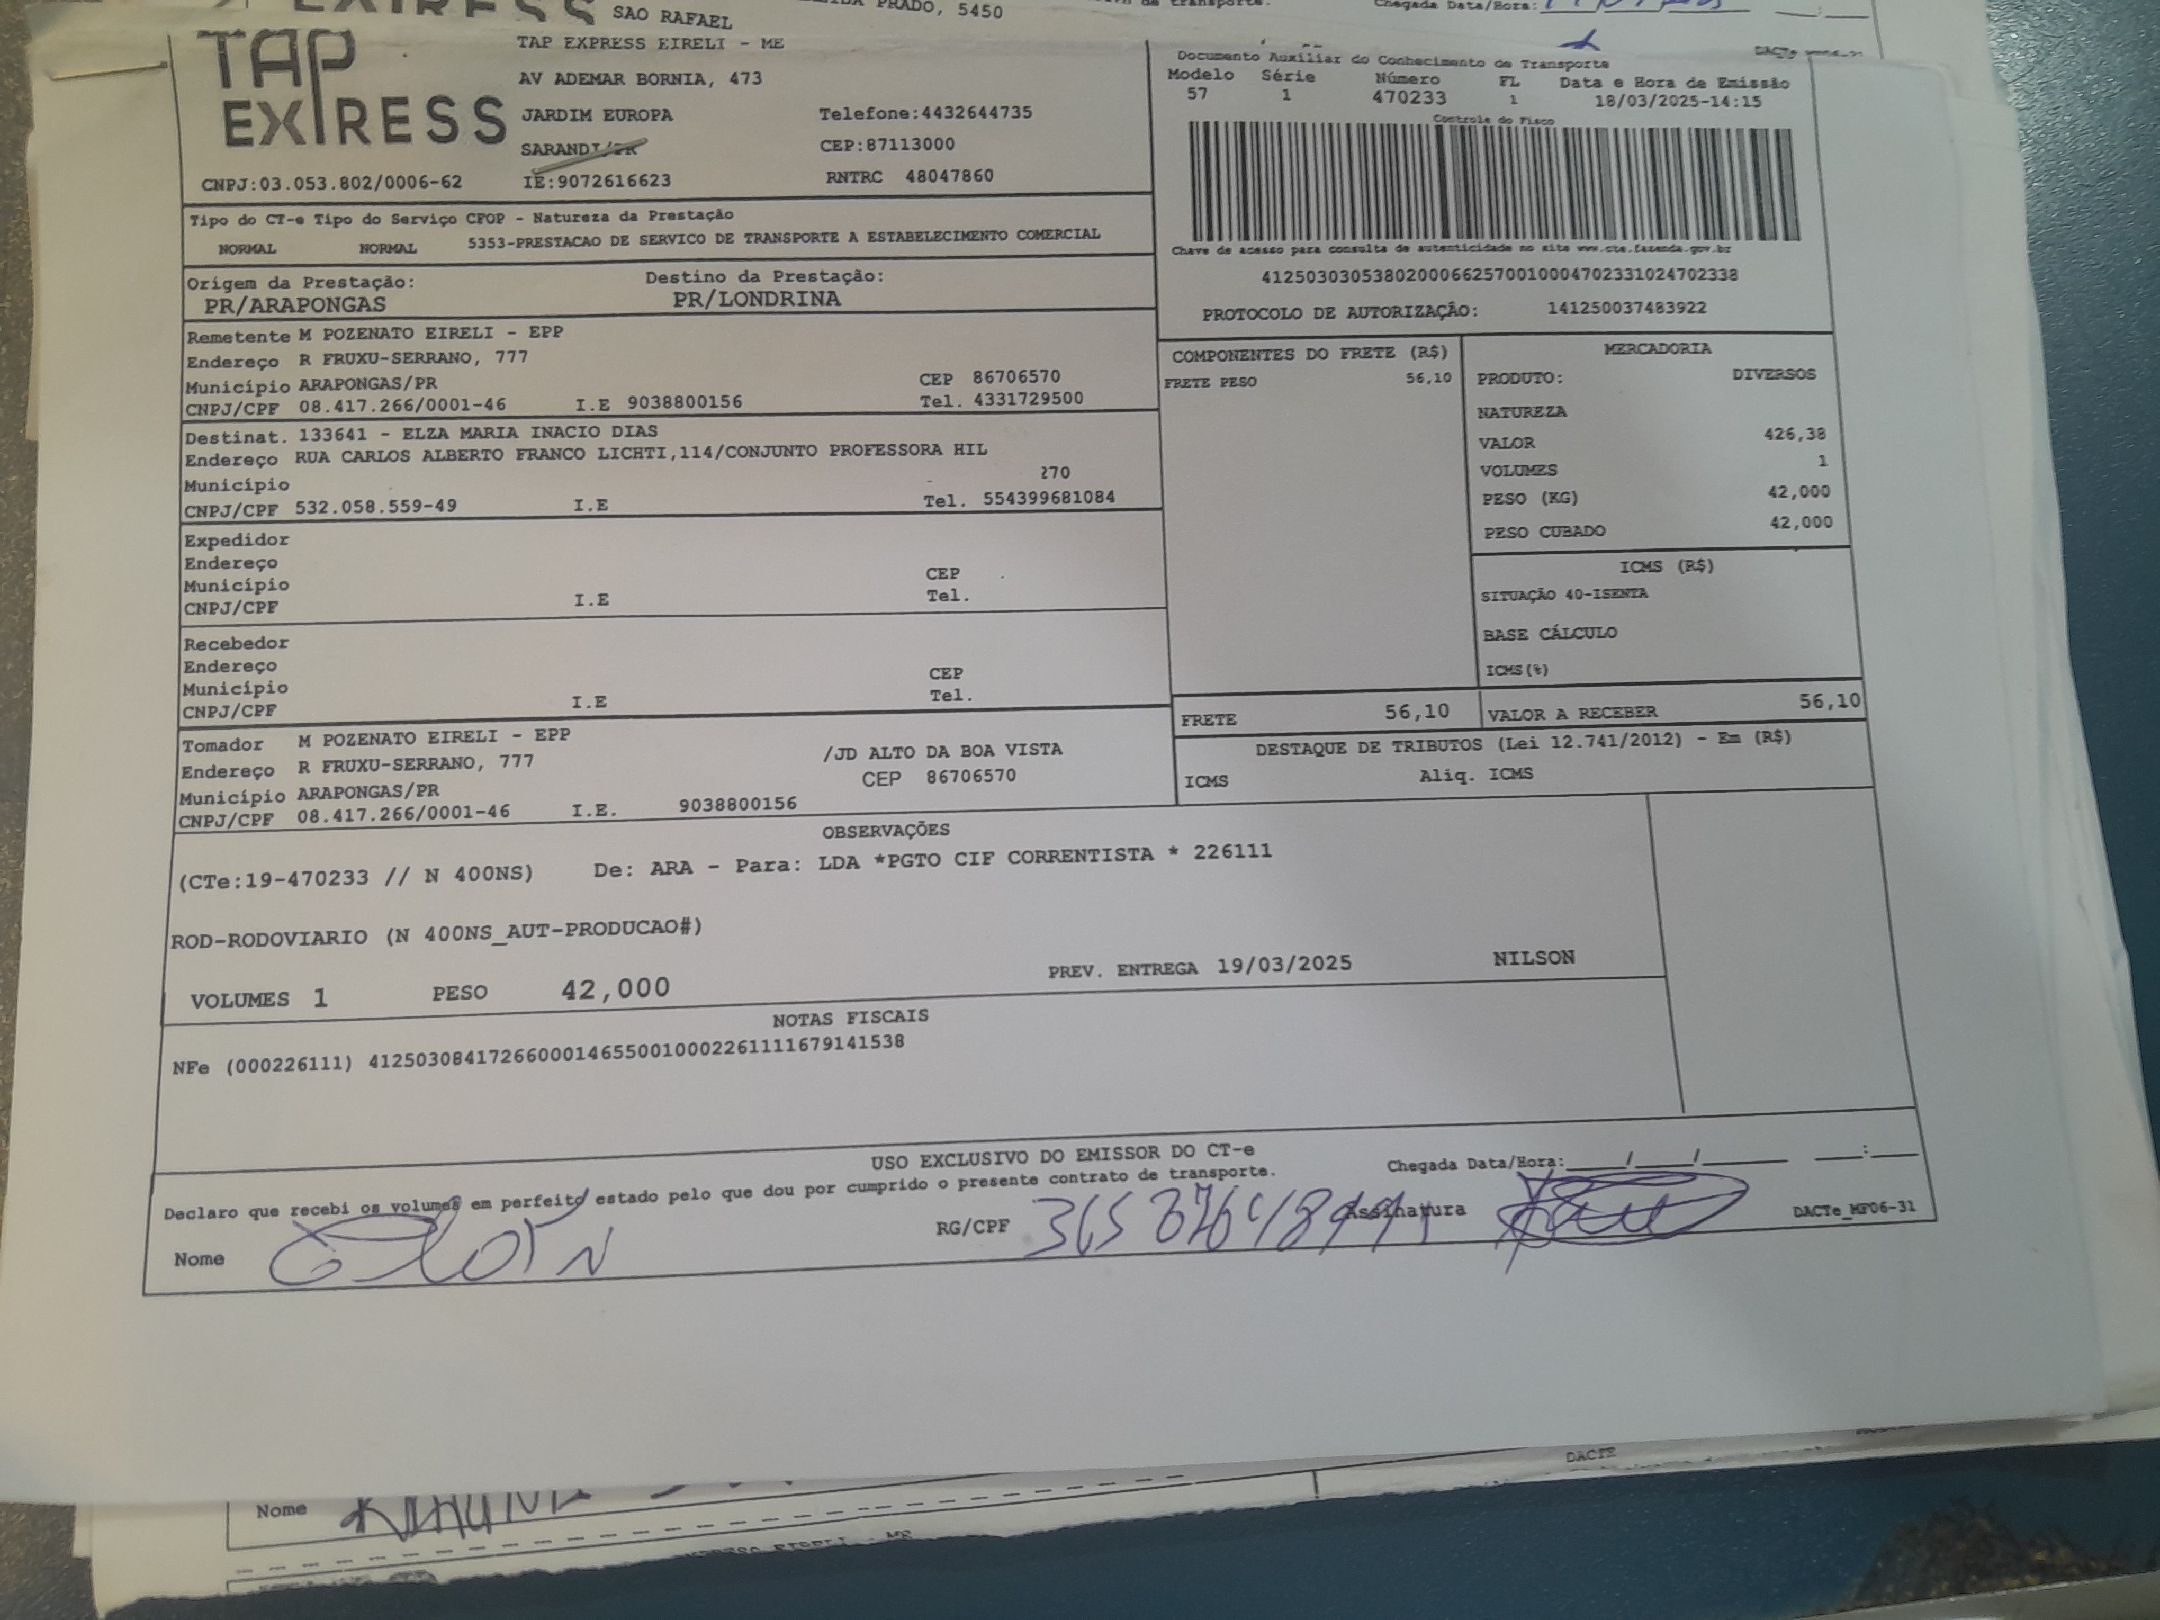 SAO RAFAEL
PRADO, 5450
Chegada Data/Hora:
TAP EXPRESS
TAP EXPRESS EIRELI - ME
AV ADEMAR BORNIA, 473
JARDIM EUROPA
Telefone:4432644735
SARANDI/PR
CEP:87113000
CNPJ:03.053.802/0006-62
IE:9072616623
RNTRC 48047860
Documento Auxiliar do Conhecimento de Transporte
Modelo Série Número FL Data e Hora de Emissão
57 1 470233 1 18/03/2025-14:15
Controle do Fisco
Chave de acesso para consulta de autenticidade no site www.cte.fazenda.gov.br
41250303053802000662570010004702331024702338
PROTOCOLO DE AUTORIZAÇÃO: 141250037483922
Tipo do CT-e Tipo do Serviço CFOP - Natureza da Prestação
NORMAL NORMAL 5353-PRESTACAO DE SERVICO DE TRANSPORTE A ESTABELECIMENTO COMERCIAL
Origem da Prestação: Destino da Prestação:
PR/ARAPONGAS PR/LONDRINA
Remetente M POZENATO EIRELI - EPP
Endereço R FRUXU-SERRANO, 777
Município ARAPONGAS/PR CEP 86706570
CNPJ/CPF 08.417.266/0001-46 I.E 9038800156 Tel. 4331729500
Destinat. 133641 - ELZA MARIA INACIO DIAS
Endereço RUA CARLOS ALBERTO FRANCO LICHTI,114/CONJUNTO PROFESSORA HIL
Município 270
CNPJ/CPF 532.058.559-49 I.E Tel. 554399681084
Expedidor
Endereço
Município CEP
CNPJ/CPF I.E Tel.
Recebedor
Endereço
Município CEP
CNPJ/CPF I.E Tel.
Tomador M POZENATO EIRELI - EPP
Endereço R FRUXU-SERRANO, 777 /JD ALTO DA BOA VISTA
Município ARAPONGAS/PR CEP 86706570
CNPJ/CPF 08.417.266/0001-46 I.E. 9038800156
COMPONENTES DO FRETE (R$)
FRETE PESO 56,10
MERCADORIA
PRODUTO: DIVERSOS
NATUREZA
VALOR 426,38
VOLUMES 1
PESO (KG) 42,000
PESO CUBADO 42,000
ICMS (R$)
SITUAÇÃO 40-ISENTA
BASE CÁLCULO
ICMS(%)
FRETE 56,10 VALOR A RECEBER 56,10
DESTAQUE DE TRIBUTOS (Lei 12.741/2012) - Em (R$)
ICMS Aliq. ICMS
OBSERVAÇÕES
(CTe:19-470233 // N 400NS) De: ARA - Para: LDA *PGTO CIF CORRENTISTA * 226111
ROD-RODOVIARIO (N 400NS_AUT-PRODUCAO#)
VOLUMES 1 PESO 42,000 PREV. ENTREGA 19/03/2025 NILSON
NOTAS FISCAIS
NFe (000226111) 41250308417266000146550010002261111679141538
USO EXCLUSIVO DO EMISSOR DO CT-e
Declaro que recebi os volumes em perfeito estado pelo que dou por cumprido o presente contrato de transporte.
Chegada Data/Hora:____/____/______ ____:____
Nome
RG/CPF
Assinatura
DACTe_MF06-31
DACTE
Nome